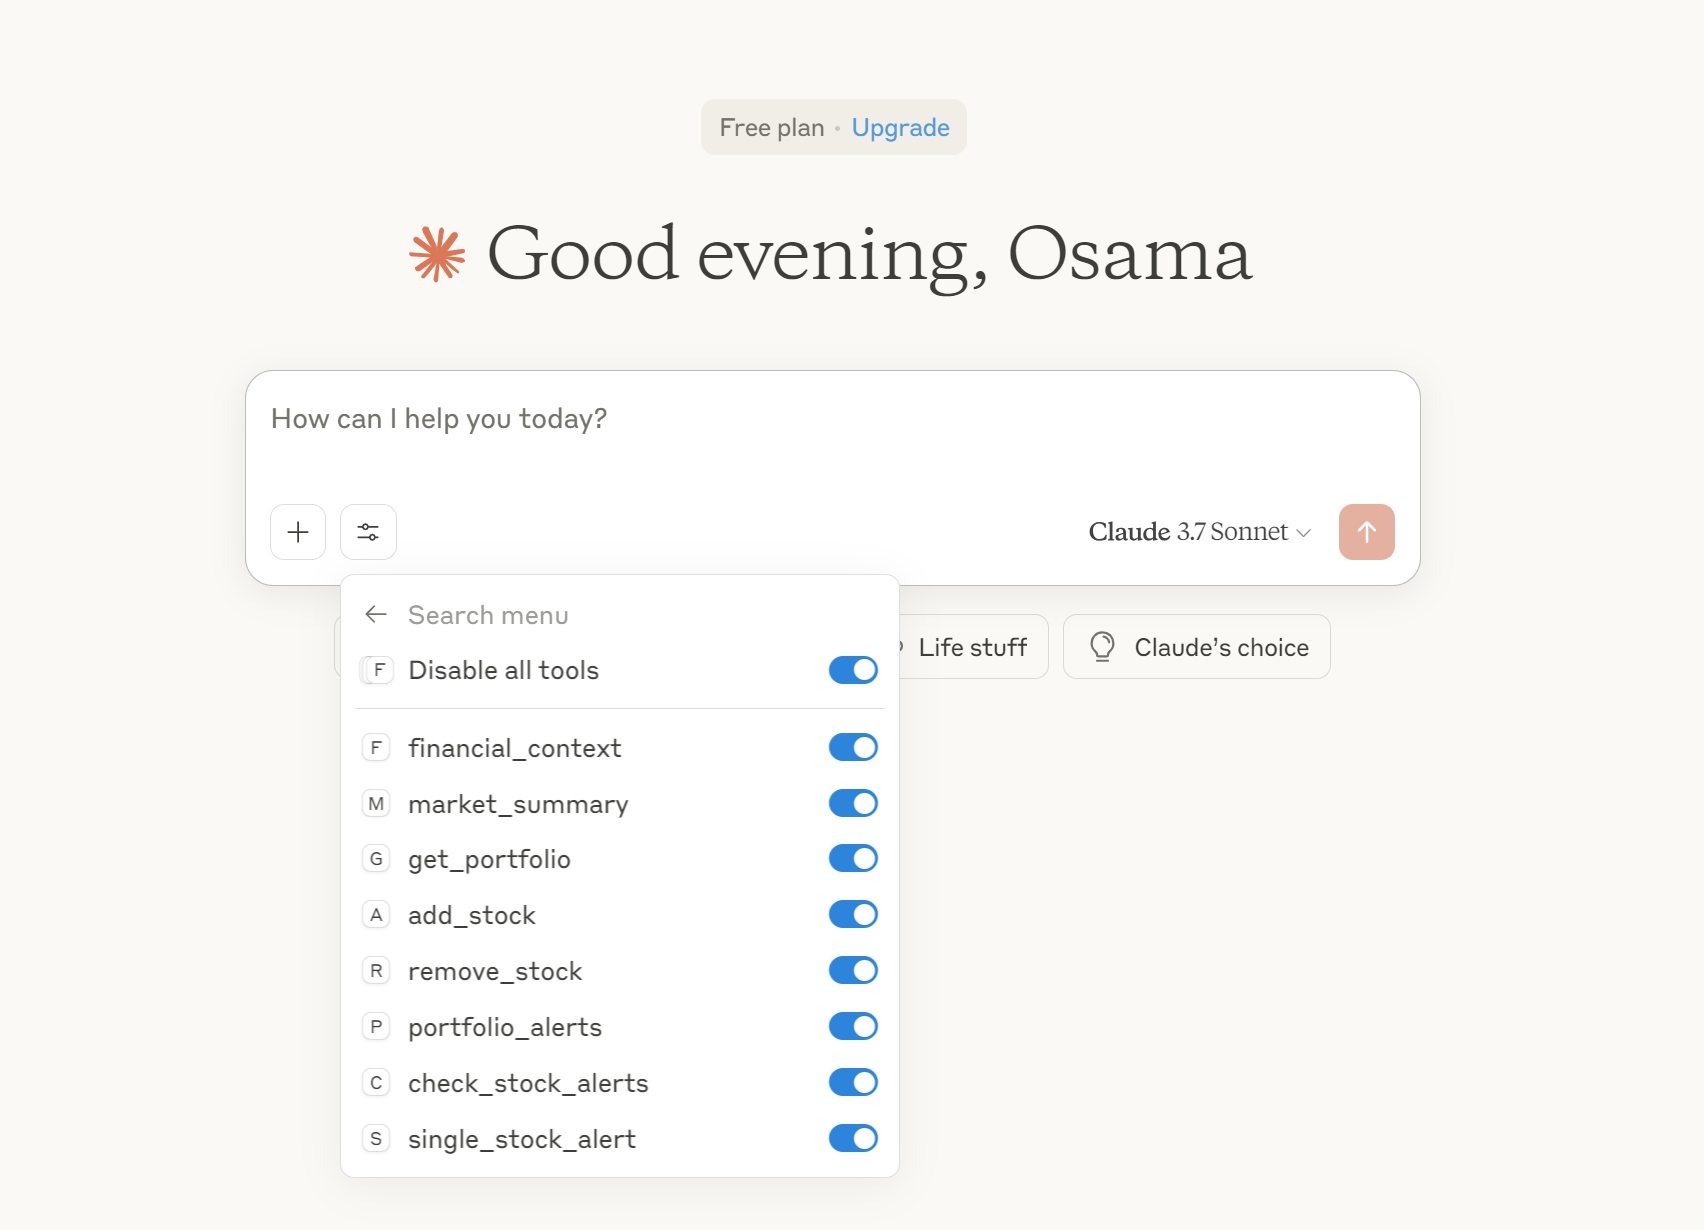 Free plan • Upgrade
Good evening, Osama
How can I help you today?
Claude 3.7 Sonnet
Search menu
F Disable all tools
Life stuff
Claude’s choice
F financial_context
M market_summary
G get_portfolio
A add_stock
R remove_stock
P portfolio_alerts
C check_stock_alerts
S single_stock_alert